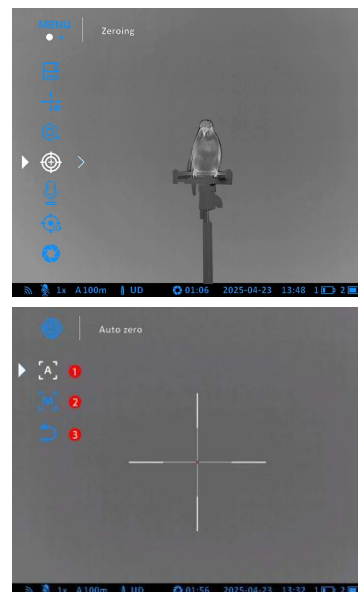 MENU Zeroing
1x A 100m UD 01:06 2025-04-23 13:48 1 2
Auto zero
[A] 1
[M] 2
3
1x A 100m UD 01:56 2025-04-23 13:32 1 2